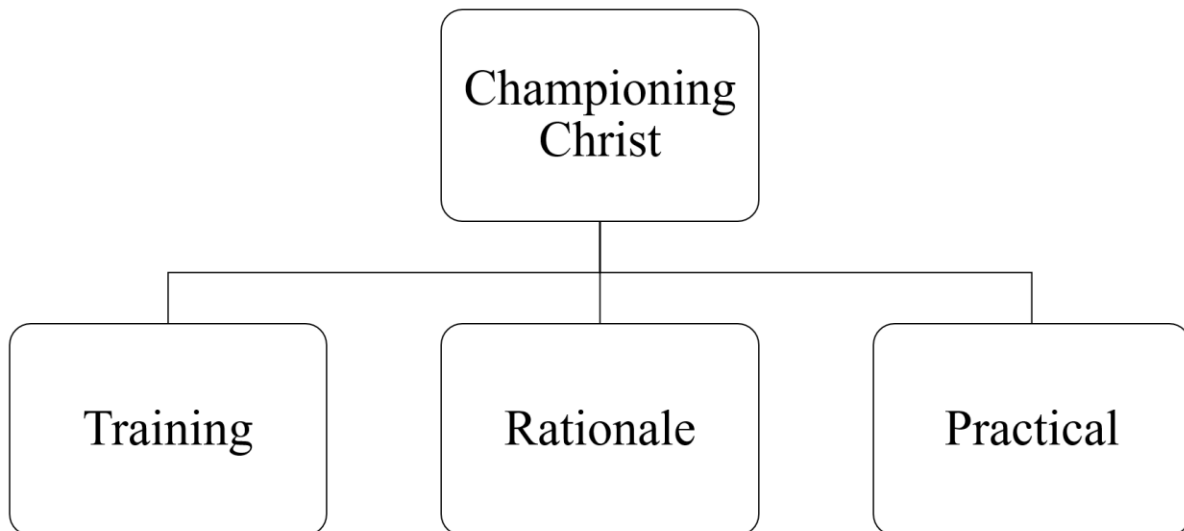 Championing
Christ
Training
Rationale
Practical